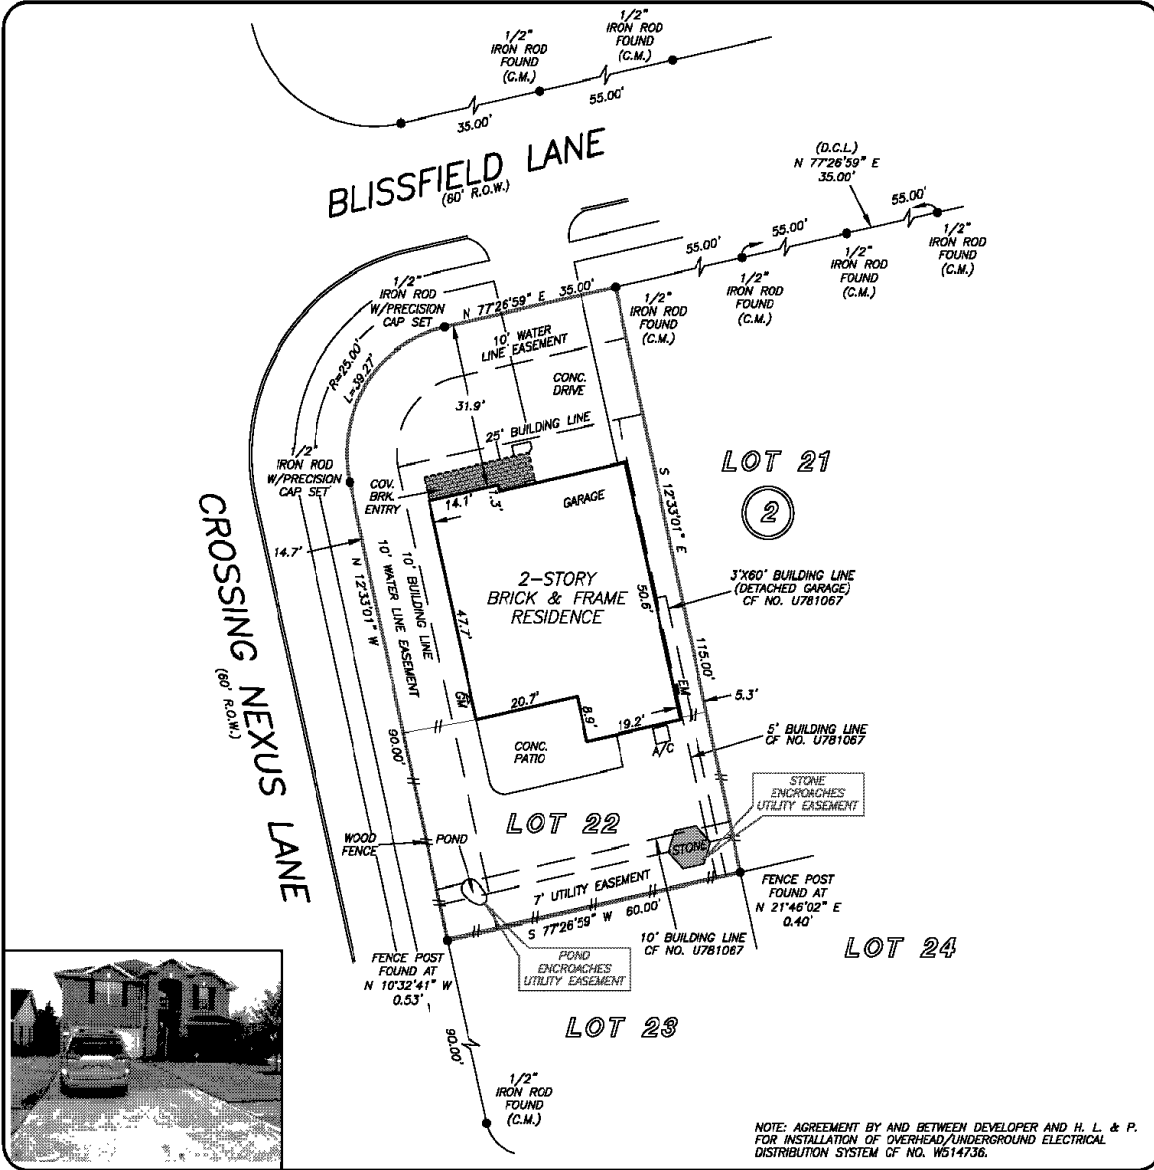 1/2"
IRON ROD
FOUND
(C.M.)
1/2"
IRON ROD
FOUND
(C.M.)
35.00'
55.00'
BLISSFIELD LANE
(60' R.O.W.)
(D.C.L.)
N 77°26'59" E
35.00'
55.00'
55.00'
55.00'
1/2"
IRON ROD
FOUND
(C.M.)
1/2"
IRON ROD
FOUND
(C.M.)
1/2"
IRON ROD
FOUND
(C.M.)
1/2"
IRON ROD
FOUND
(C.M.)
1/2"
IRON ROD
W/PRECISION
CAP SET
N 77°26'59" E 35.00'
10' WATER
LINE EASEMENT
R=25.00'
L=39.27'
31.9'
CONC.
DRIVE
25' BUILDING LINE
1/2"
IRON ROD
W/PRECISION
CAP SET
COV.
BRK.
ENTRY
14.1'
1.3'
GARAGE
S 12°33'01" E
LOT 21
2
CROSSING NEXUS LANE
(60' R.O.W.)
14.7'
N 12°33'01" W
10' WATER LINE EASEMENT
10' BUILDING LINE
2-STORY
BRICK & FRAME
RESIDENCE
47.7'
50.6'
3'X60' BUILDING LINE
(DETACHED GARAGE)
CF NO. U781067
115.00'
5.3'
GM
EM
20.7'
8.9'
19.2'
A/C
5' BUILDING LINE
CF NO. U781067
90.00'
CONC.
PATIO
STONE
ENCROACHES
UTILITY EASEMENT
LOT 22
WOOD
FENCE
POND
STONE
7' UTILITY EASEMENT
S 77°26'59" W 60.00'
FENCE POST
FOUND AT
N 21°46'02" E
0.40'
10' BUILDING LINE
CF NO. U781067
LOT 24
FENCE POST
FOUND AT
N 10°32'41" W
0.53'
POND
ENCROACHES
UTILITY EASEMENT
LOT 23
90.00'
1/2"
IRON ROD
FOUND
(C.M.)
NOTE: AGREEMENT BY AND BETWEEN DEVELOPER AND H. L. & P.
FOR INSTALLATION OF OVERHEAD/UNDERGROUND ELECTRICAL
DISTRIBUTION SYSTEM CF NO. W514736.